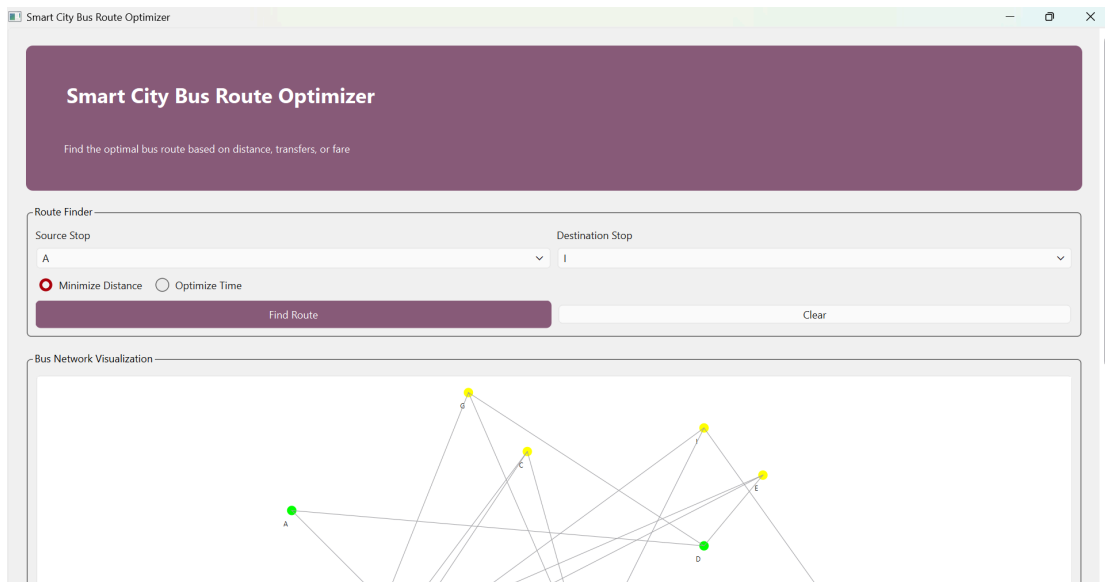 Smart City Bus Route Optimizer
Smart City Bus Route Optimizer
Find the optimal bus route based on distance, transfers, or fare
Route Finder
Source Stop
Destination Stop
A
I
Minimize Distance
Optimize Time
Find Route
Clear
Bus Network Visualization
G
I
C
E
A
D